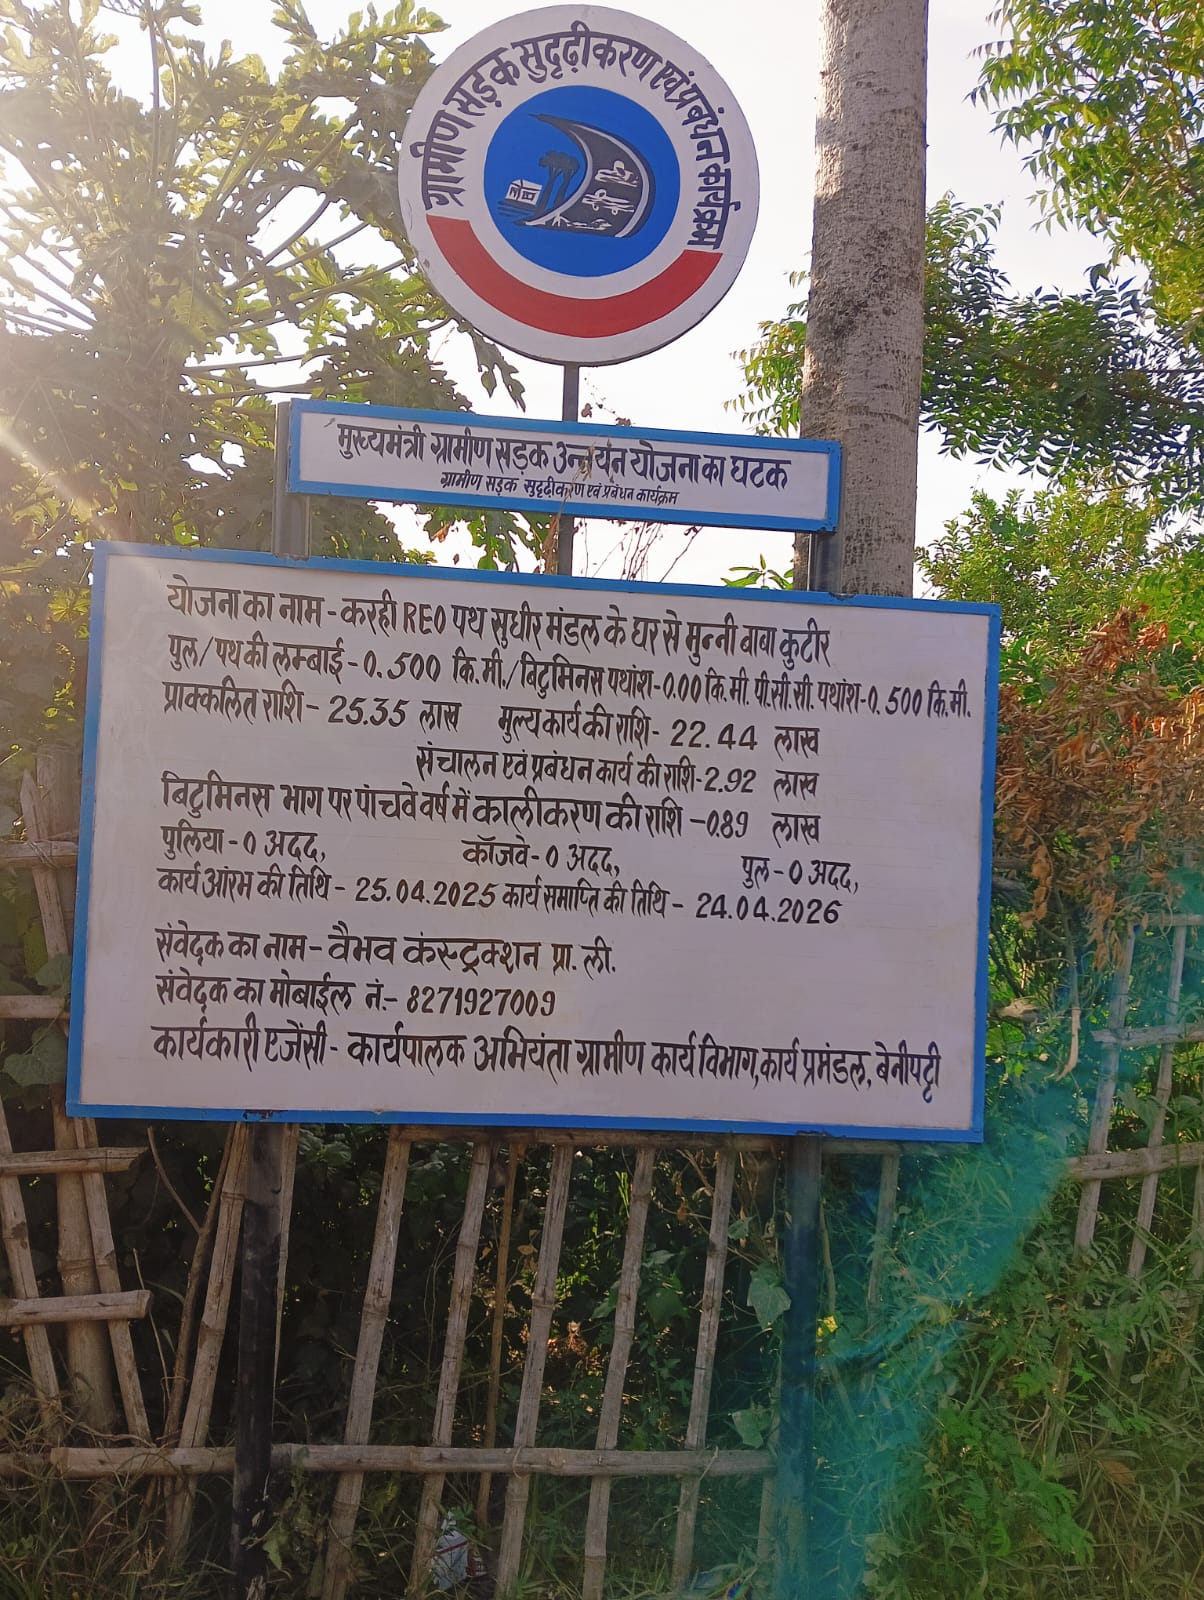 ग्रामीण सड़क सुदृढ़ीकरण एवं प्रबंधन कार्यक्रम
मुख्यमंत्री ग्रामीण सड़क उन्नयन योजना का घटक
ग्रामीण सड़क सुदृढीकरण एवं प्रबंधन कार्यक्रम
योजना का नाम - करही REO पथ सुधीर मंडल के घर से मुन्नी बाबा कुटीर
पुल/पथ की लम्बाई - 0.500 कि.मी./बिटुमिनस पथांश-0.00 कि.मी. पी.सी.सी. पथांश-0.500 कि.मी.
प्राक्कलित राशि - 25.35 लाख मुल्य कार्य की राशि - 22.44 लाख
संचालन एवं प्रबंधन कार्य की राशि-2.92 लाख
बिटुमिनस भाग पर पांचवे वर्ष में कालीकरण की राशि -0.89 लाख
पुलिया - 0 अदद, कॉजवे - 0 अदद, पुल - 0 अदद,
कार्य आंरभ की तिथि - 25.04.2025 कार्य समाप्ति की तिथि - 24.04.2026
संवेदक का नाम - वैभव कंस्ट्रक्शन प्रा. ली.
संवेदक का मोबाईल नं.- 8271927009
कार्यकारी एजेंसी - कार्यपालक अभियंता ग्रामीण कार्य विभाग, कार्य प्रमंडल, बेनीपट्टी